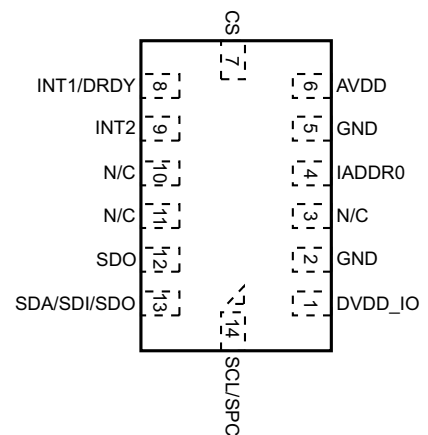 CS
7
INT1/DRDY 8 6 AVDD
INT2 9 5 GND
N/C 10 4 IADDR0
N/C 11 3 N/C
SDO 12 2 GND
SDA/SDI/SDO 13 1 DVDD_IO
14
SCL/SPC